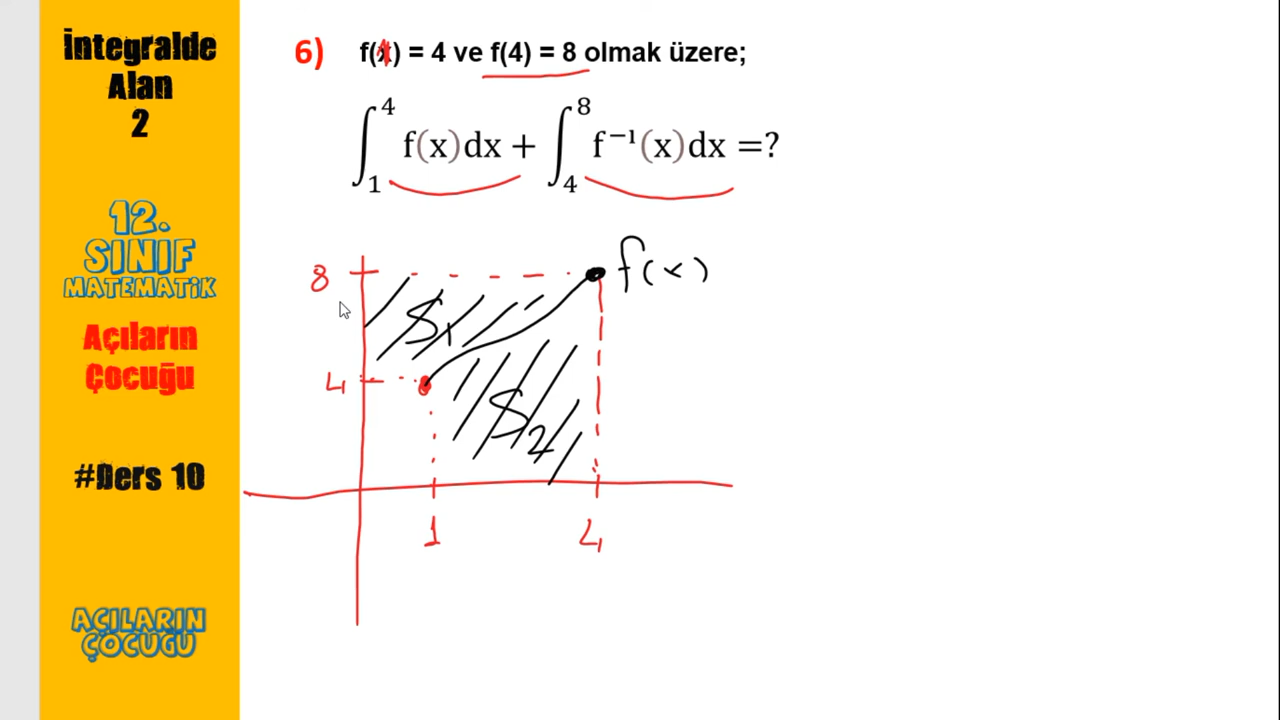 İntegralde
Alan
2
12.
SINIF
MATEMATİK
Açıların
Çocuğu
#Ders 10
AÇILARIN
ÇOCUĞU
6) f(1) = 4 ve f(4) = 8 olmak üzere;
∫₁⁴ f(x)dx + ∫₄⁸ f⁻¹(x)dx =?
f(x)
8
S₁
4
S₂
1 4